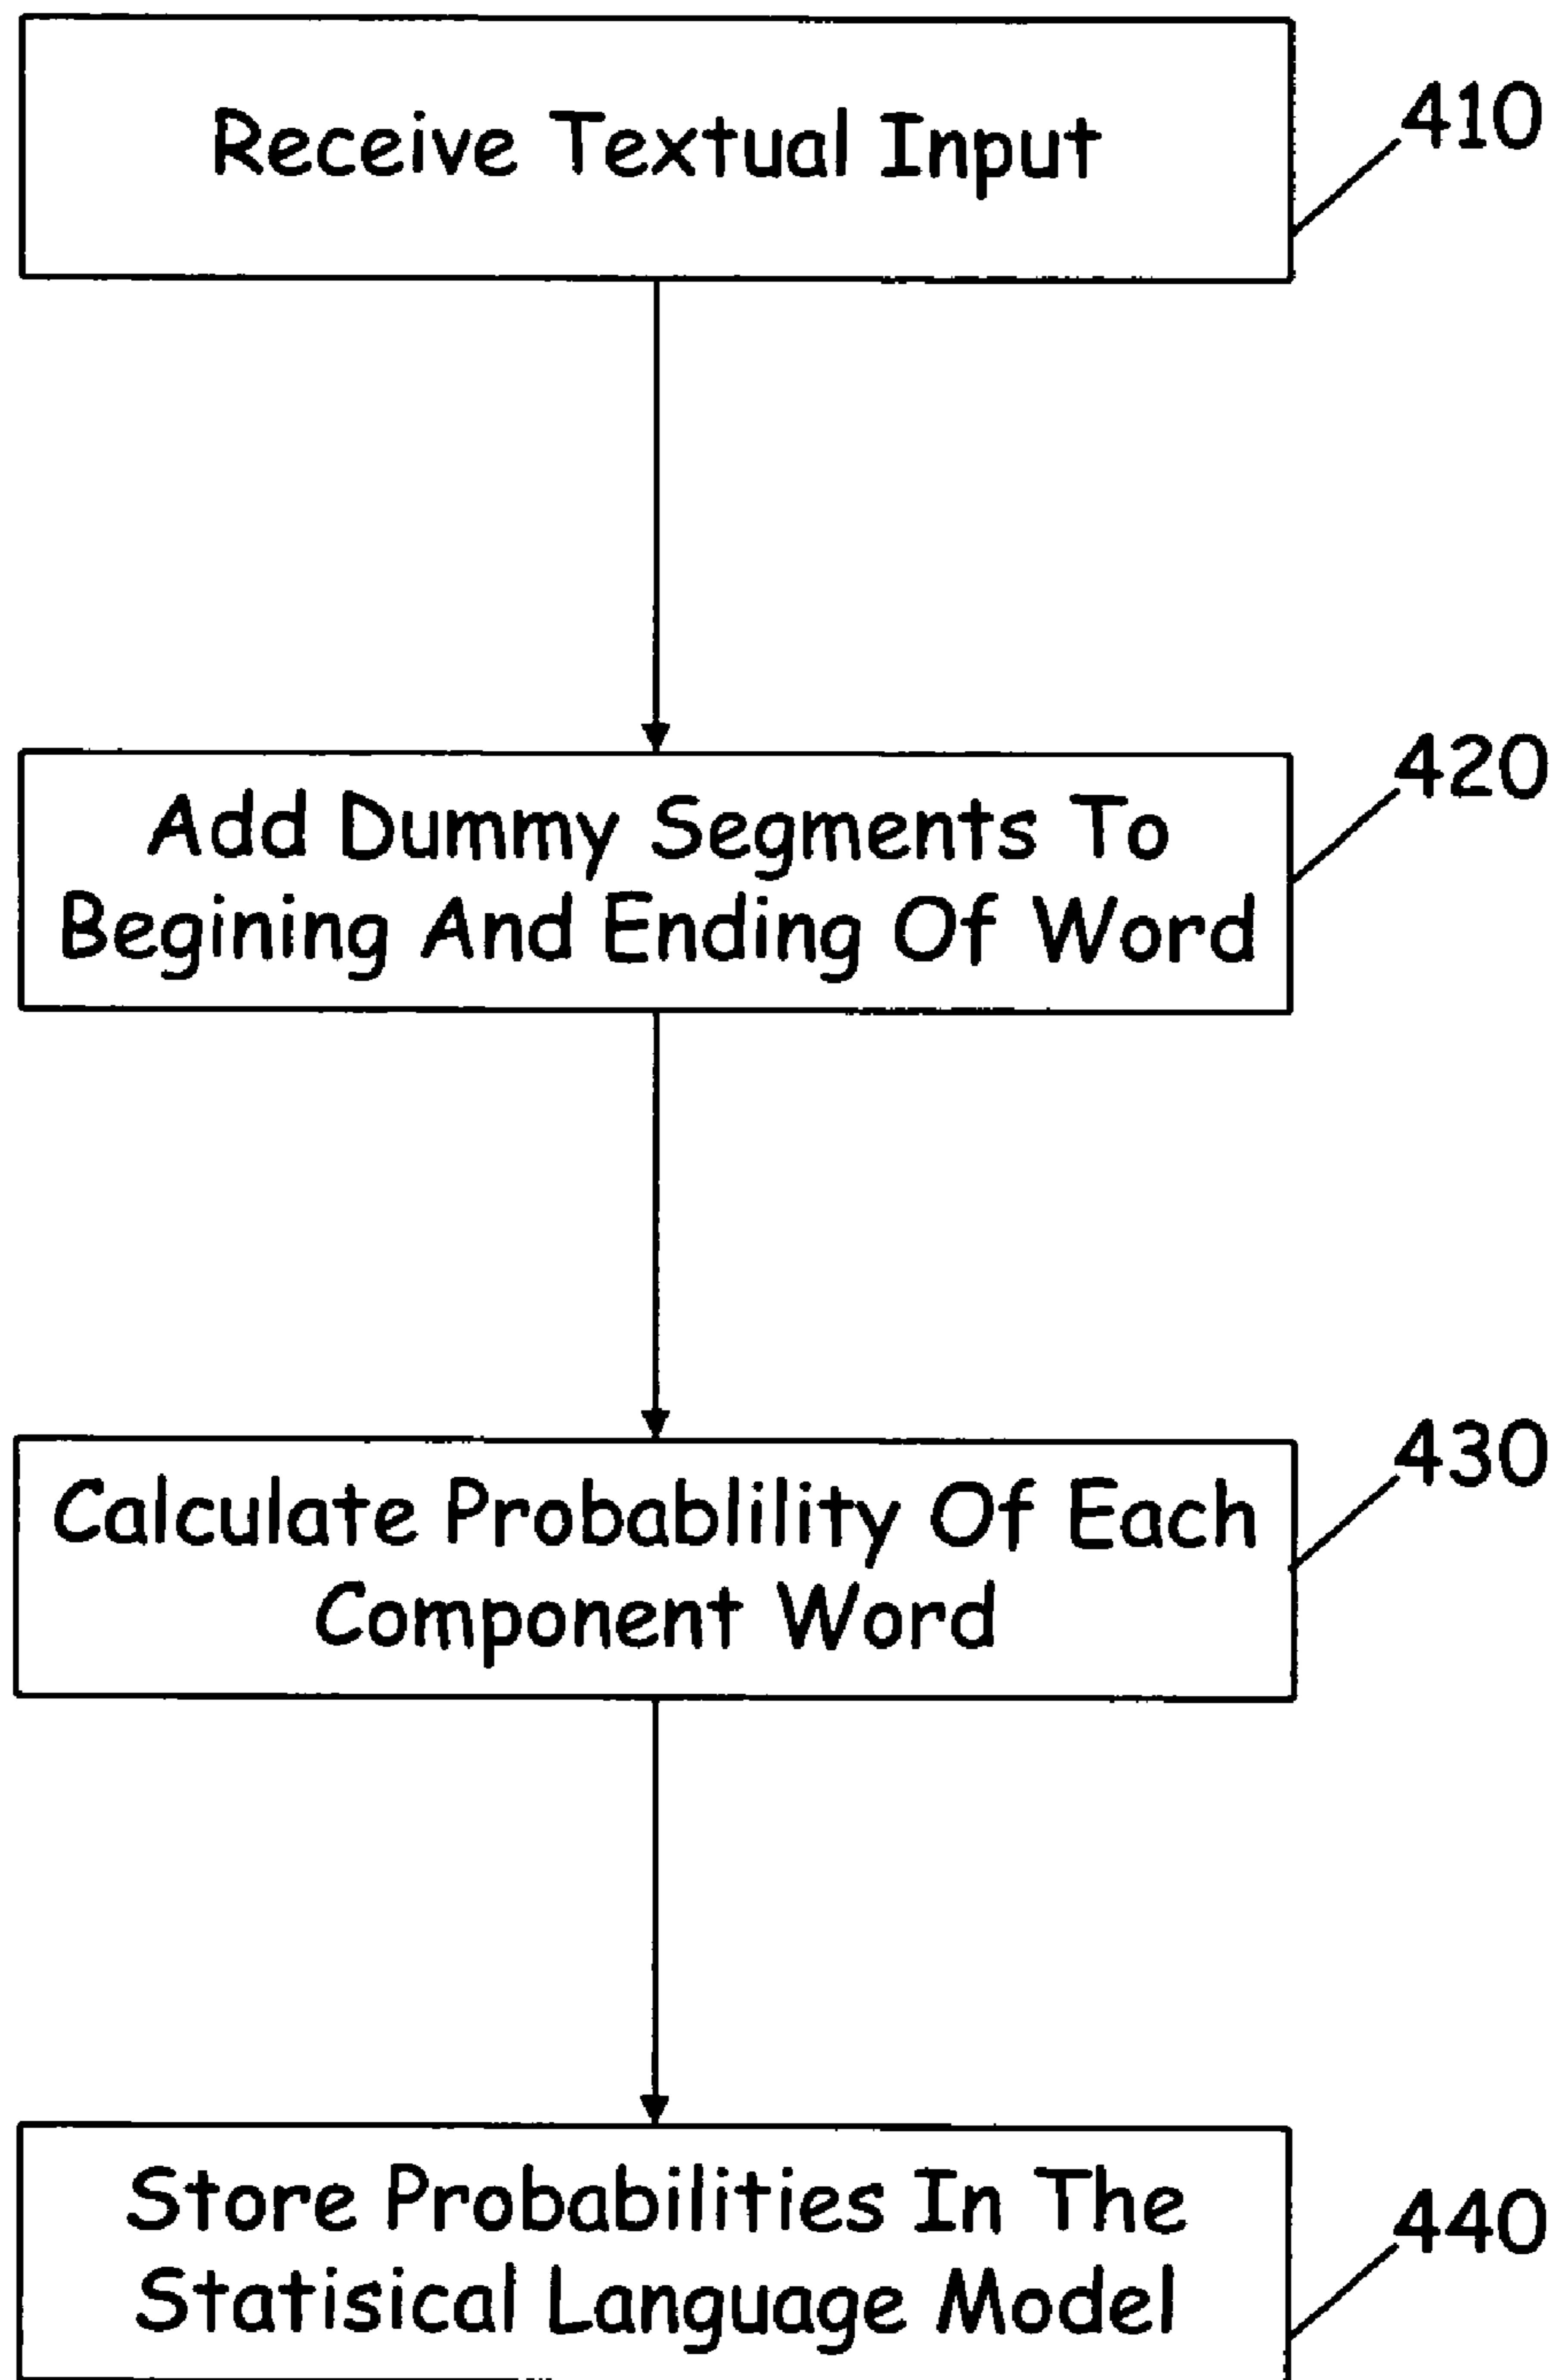 Receive Textual Input
410
Add Dummy Segments To
Begining And Ending Of Word
420
Calculate Probablility Of Each
Component Word
430
Store Probabilities In The
Statisical Language Model
440